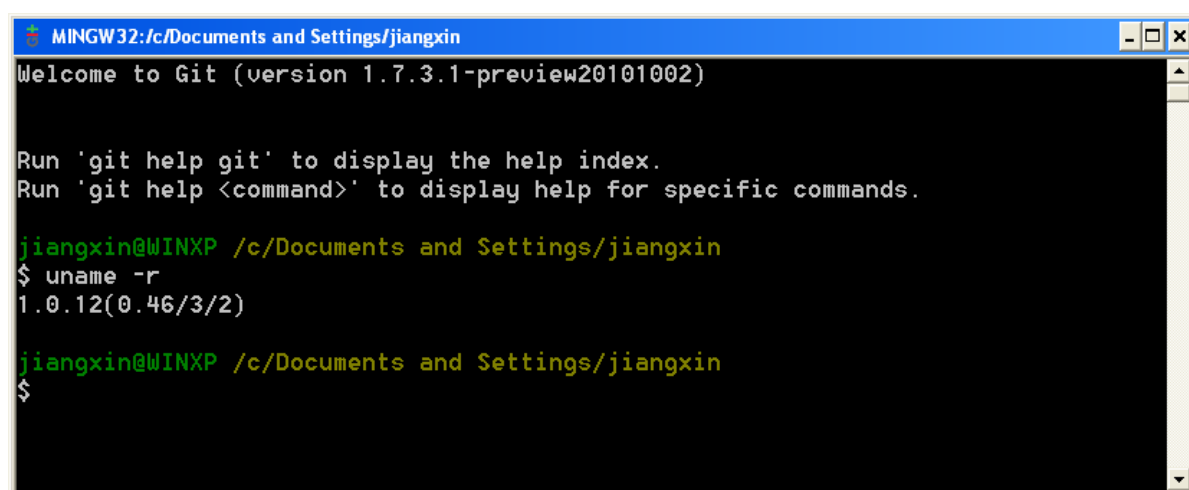 MINGW32:/c/Documents and Settings/jiangxin
Welcome to Git (version 1.7.3.1-preview20101002)
Run 'git help git' to display the help index.
Run 'git help <command>' to display help for specific commands.
jiangxin@WINXP /c/Documents and Settings/jiangxin
$ uname -r
1.0.12(0.46/3/2)
jiangxin@WINXP /c/Documents and Settings/jiangxin
$